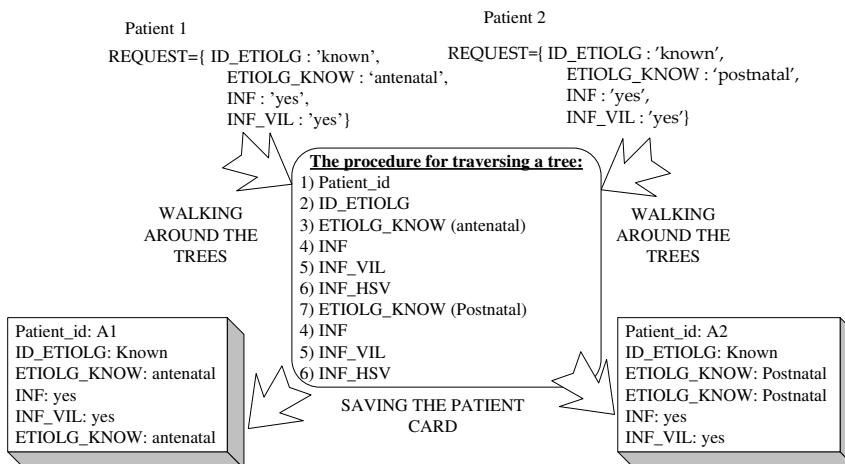 Patient 1
REQUEST={ ID_ETIOLG : 'known',
ETIOLG_KNOW : 'antenatal',
INF : 'yes',
INF_VIL : 'yes'}
Patient 2
REQUEST={ ID_ETIOLG : 'known',
ETIOLG_KNOW : 'postnatal',
INF : 'yes',
INF_VIL : 'yes'}
The procedure for traversing a tree:
1) Patient_id
2) ID_ETIOLG
3) ETIOLG_KNOW (antenatal)
4) INF
5) INF_VIL
6) INF_HSV
7) ETIOLG_KNOW (Postnatal)
4) INF
5) INF_VIL
6) INF_HSV
WALKING
AROUND THE
TREES
WALKING
AROUND THE
TREES
Patient_id: A1
ID_ETIOLG: Known
ETIOLG_KNOW: antenatal
INF: yes
INF_VIL: yes
ETIOLG_KNOW: antenatal
SAVING THE PATIENT
CARD
Patient_id: A2
ID_ETIOLG: Known
ETIOLG_KNOW: Postnatal
ETIOLG_KNOW: Postnatal
INF: yes
INF_VIL: yes